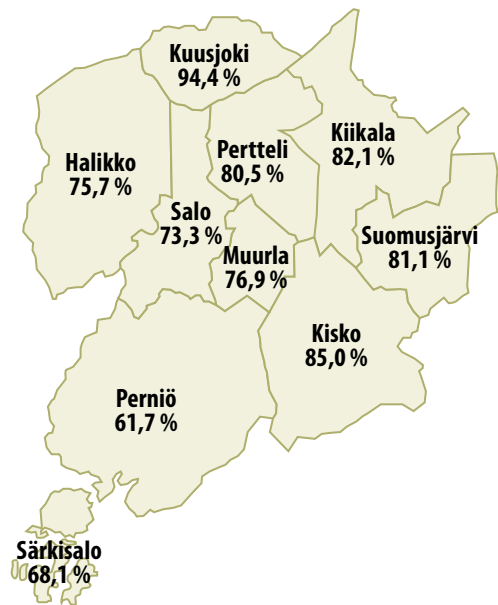 Kuusjoki
94,4 %
Halikko
75,7 %
Pertteli
80,5 %
Kiikala
82,1 %
Salo
73,3 %
Muurla
76,9 %
Suomusjärvi
81,1 %
Kisko
85,0 %
Perniö
61,7 %
Särkisalo
68,1 %